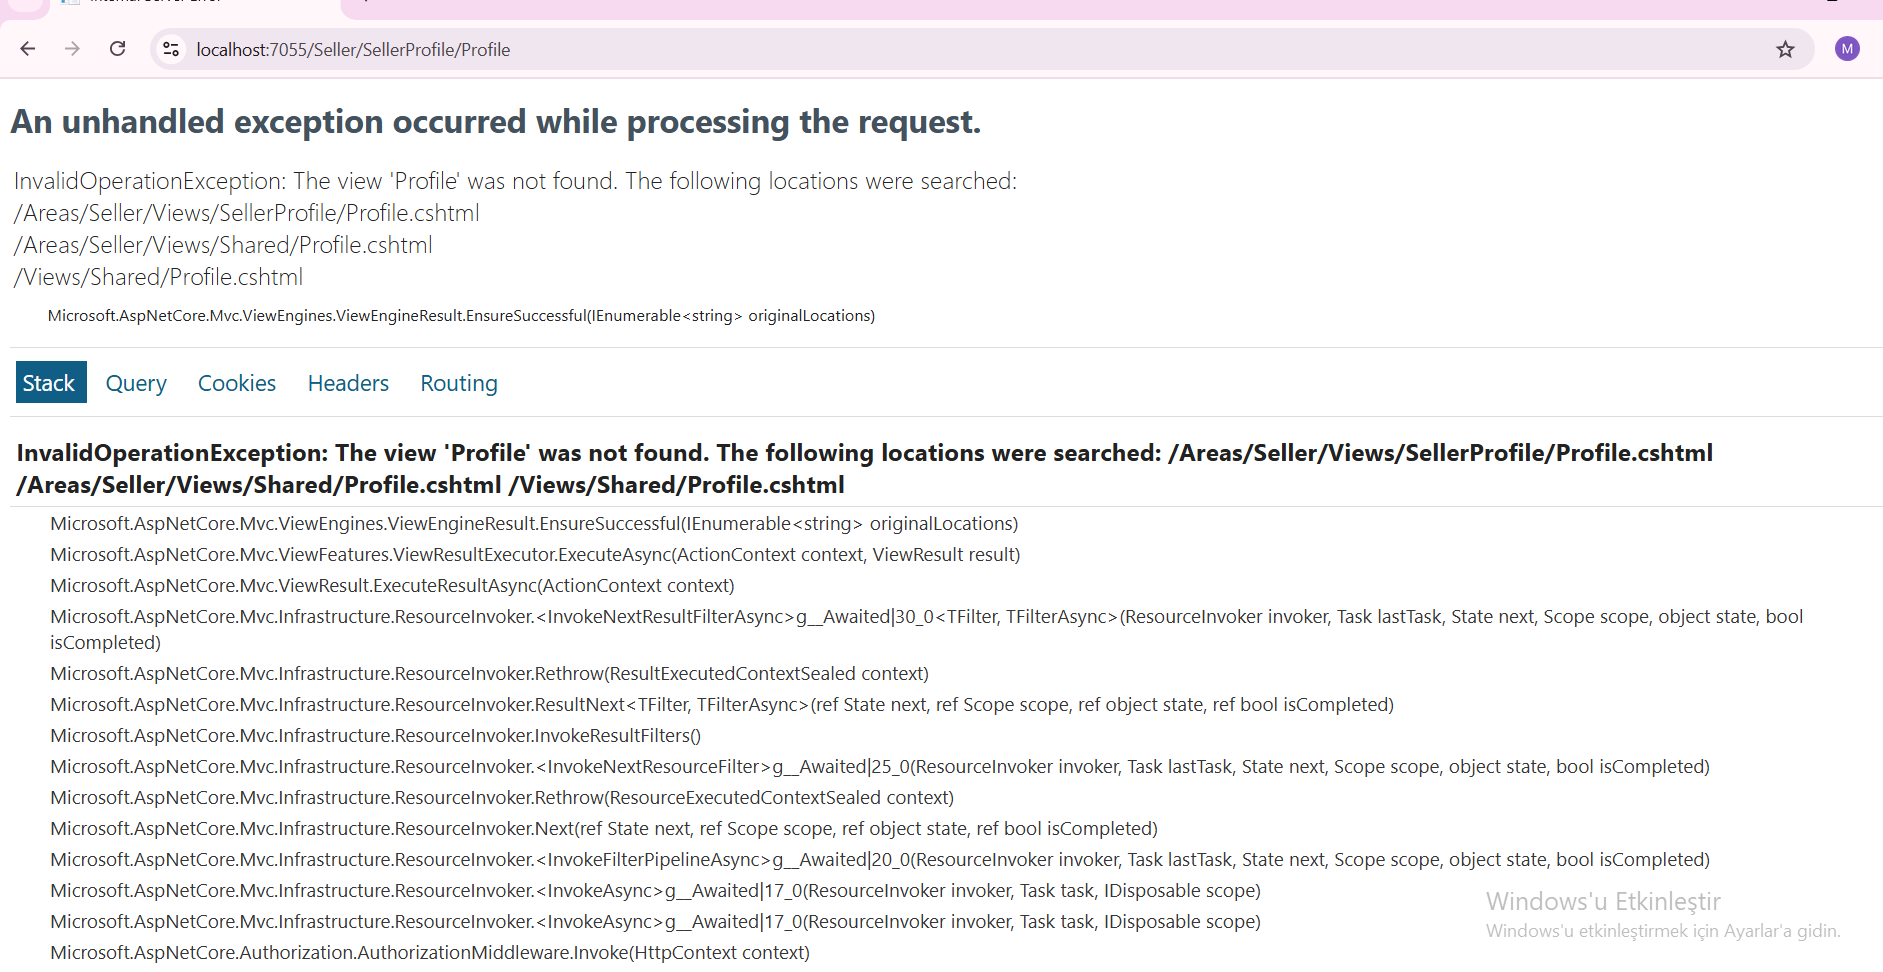 localhost:7055/Seller/SellerProfile/Profile
M
An unhandled exception occurred while processing the request.
InvalidOperationException: The view 'Profile' was not found. The following locations were searched:
/Areas/Seller/Views/SellerProfile/Profile.cshtml
/Areas/Seller/Views/Shared/Profile.cshtml
/Views/Shared/Profile.cshtml
Microsoft.AspNetCore.Mvc.ViewEngines.ViewEngineResult.EnsureSuccessful(IEnumerable<string> originalLocations)
Stack Query Cookies Headers Routing
InvalidOperationException: The view 'Profile' was not found. The following locations were searched: /Areas/Seller/Views/SellerProfile/Profile.cshtml
/Areas/Seller/Views/Shared/Profile.cshtml /Views/Shared/Profile.cshtml
Microsoft.AspNetCore.Mvc.ViewEngines.ViewEngineResult.EnsureSuccessful(IEnumerable<string> originalLocations)
Microsoft.AspNetCore.Mvc.ViewFeatures.ViewResultExecutor.ExecuteAsync(ActionContext context, ViewResult result)
Microsoft.AspNetCore.Mvc.ViewResult.ExecuteResultAsync(ActionContext context)
Microsoft.AspNetCore.Mvc.Infrastructure.ResourceInvoker.<InvokeNextResultFilterAsync>g__Awaited|30_0<TFilter, TFilterAsync>(ResourceInvoker invoker, Task lastTask, State next, Scope scope, object state, bool
isCompleted)
Microsoft.AspNetCore.Mvc.Infrastructure.ResourceInvoker.Rethrow(ResultExecutedContextSealed context)
Microsoft.AspNetCore.Mvc.Infrastructure.ResourceInvoker.ResultNext<TFilter, TFilterAsync>(ref State next, ref Scope scope, ref object state, ref bool isCompleted)
Microsoft.AspNetCore.Mvc.Infrastructure.ResourceInvoker.InvokeResultFilters()
Microsoft.AspNetCore.Mvc.Infrastructure.ResourceInvoker.<InvokeNextResourceFilter>g__Awaited|25_0(ResourceInvoker invoker, Task lastTask, State next, Scope scope, object state, bool isCompleted)
Microsoft.AspNetCore.Mvc.Infrastructure.ResourceInvoker.Rethrow(ResourceExecutedContextSealed context)
Microsoft.AspNetCore.Mvc.Infrastructure.ResourceInvoker.Next(ref State next, ref Scope scope, ref object state, ref bool isCompleted)
Microsoft.AspNetCore.Mvc.Infrastructure.ResourceInvoker.<InvokeFilterPipelineAsync>g__Awaited|20_0(ResourceInvoker invoker, Task lastTask, State next, Scope scope, object state, bool isCompleted)
Microsoft.AspNetCore.Mvc.Infrastructure.ResourceInvoker.<InvokeAsync>g__Awaited|17_0(ResourceInvoker invoker, Task task, IDisposable scope)
Microsoft.AspNetCore.Mvc.Infrastructure.ResourceInvoker.<InvokeAsync>g__Awaited|17_0(ResourceInvoker invoker, Task task, IDisposable scope)
Microsoft.AspNetCore.Authorization.AuthorizationMiddleware.Invoke(HttpContext context)
Windows'u Etkinleştir
Windows'u etkinleştirmek için Ayarlar'a gidin.